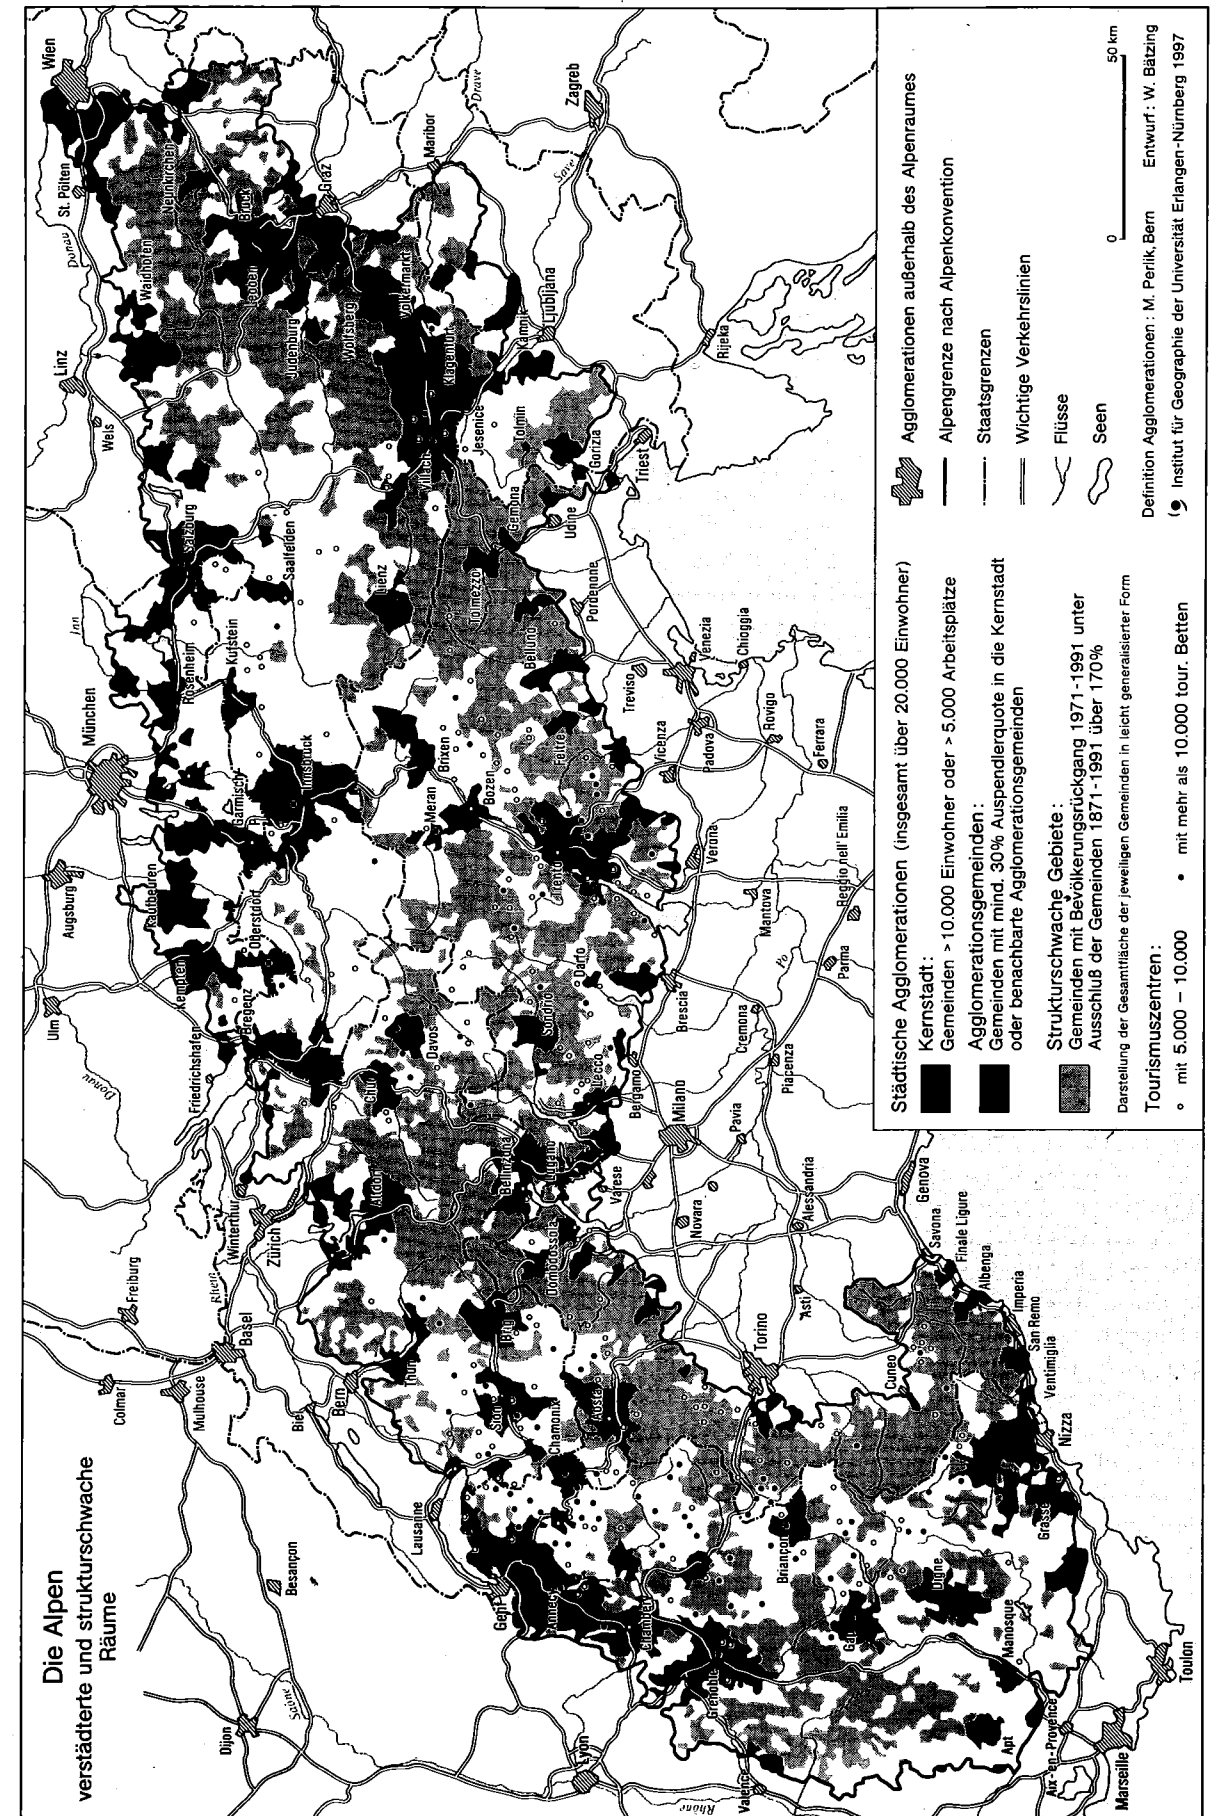 Die Alpen
verstädterte und strukturschwache
Räume
Wien
St. Pölten
Donau
Linz
Wels
Waidhofen
Neunkirchen
Bruck
Leoben
Graz
Judenburg
Wolfsberg
Völkermarkt
Klagenfurt
Villach
Maribor
Drave
Save
Zagreb
Ljubljana
Kamnik
Jesenice
Tolmin
Gorizia
Triest
Rijeka
Udine
Gemona
Tolmezzo
Pordenone
Belluno
Lienz
Salzburg
Saalfelden
Inn
Rosenheim
Kufstein
München
Garmisch
Innsbruck
Brixen
Bozen
Meran
Feltre
Trento
Treviso
Venezia
Chioggia
Vicenza
Padova
Rovigo
Ferrara
Verona
Mantova
Reggio nell' Emilia
Parma
Po
Augsburg
Kaufbeuren
Oberstdorf
Kempten
Ulm
Bregenz
Friedrichshafen
Donau
Davos
Chur
Sondrio
Darfo
Lecco
Brescia
Cremona
Piacenza
Bergamo
Milano
Pavia
Winterthur
Zürich
Altdorf
Bellinzona
Lugano
Varese
Novara
Alessandria
Genova
Freiburg
Rhein
Basel
Colmar
Mulhouse
Biel
Bern
Thun
Brig
Domodossola
Sion
Aosta
Chamonix
Torino
Asti
Cuneo
Savona
Finale Ligure
Albenga
Imperia
San Remo
Ventimiglia
Nizza
Grasse
Lausanne
Genf
Annecy
Besançon
Dijon
Saône
Chambéry
Grenoble
Briançon
Gap
Digne
Manosque
Apt
Lyon
Valence
Rhône
Aix-en-Provence
Marseille
Toulon
Städtische Agglomerationen (insgesamt über 20.000 Einwohner)
Kernstadt:
Gemeinden >10.000 Einwohner oder > 5.000 Arbeitsplätze
Agglomerationsgemeinden:
Gemeinden mit mind. 30% Auspendlerquote in die Kernstadt
oder benachbarte Agglomerationsgemeinden
Strukturschwache Gebiete:
Gemeinden mit Bevölkerungsrückgang 1971-1991 unter
Ausschluß der Gemeinden 1871-1991 über 170%
Darstellung der Gesamtfläche der jeweiligen Gemeinden in leicht generalisierter Form
Tourismuszentren:
mit 5.000 - 10.000
mit mehr als 10.000 tour. Betten
Agglomerationen außerhalb des Alpenraumes
Alpengrenze nach Alpenkonvention
Staatsgrenzen
Wichtige Verkehrslinien
Flüsse
Seen
0 50 km
Definition Agglomerationen: M. Perlik, Bern Entwurf: W. Bätzing
Institut für Geographie der Universität Erlangen-Nürnberg 1997